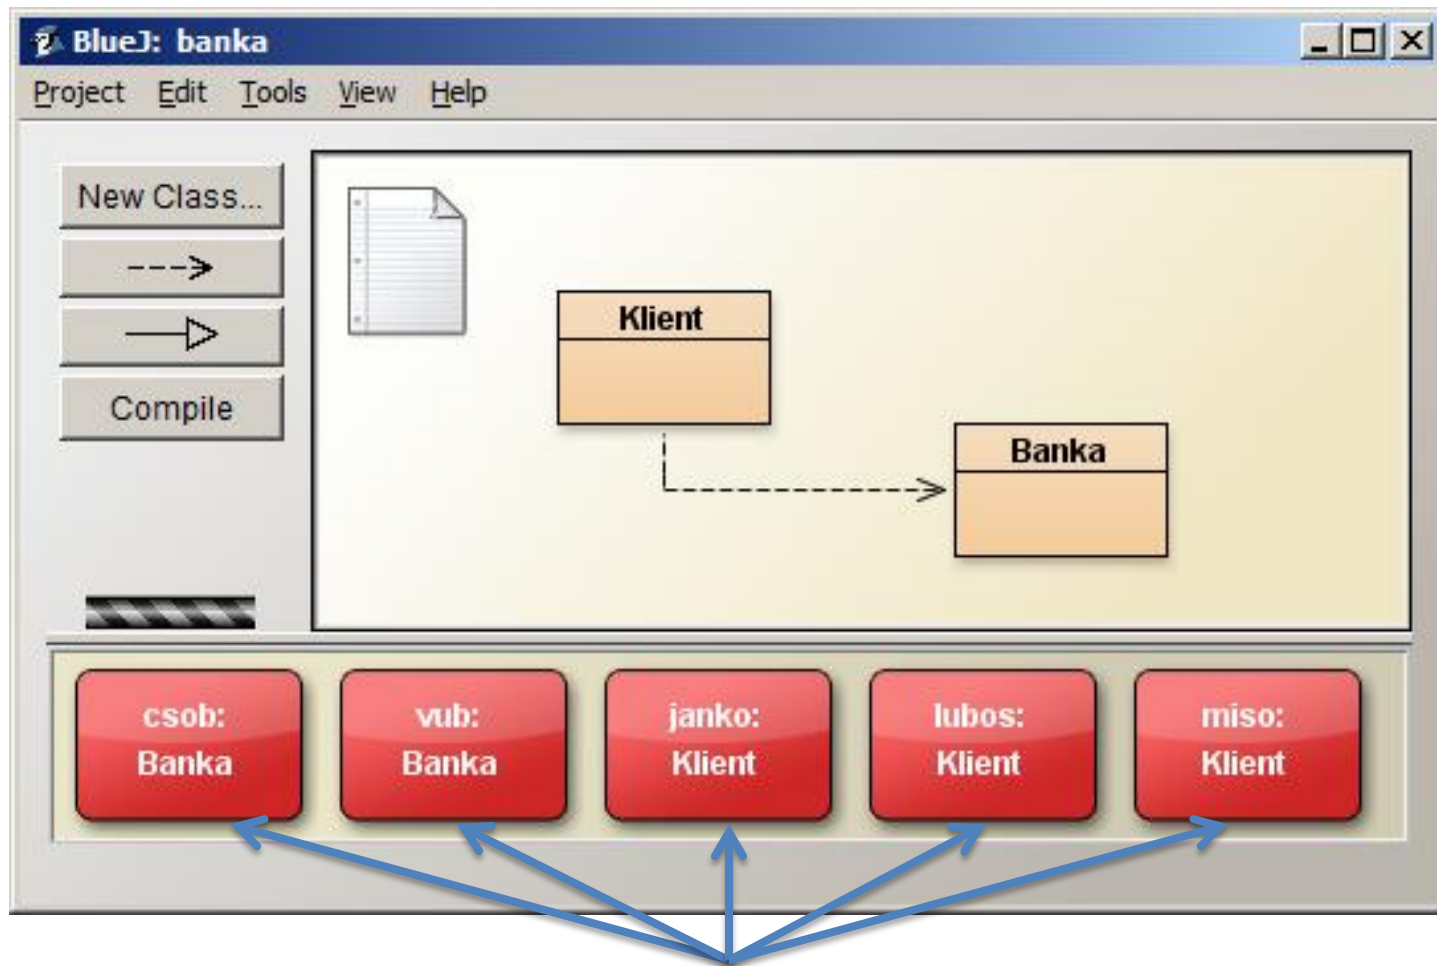 BlueJ: banka
Project Edit Tools View Help
New Class...
Compile
Klient
Banka
csob:
Banka
vub:
Banka
janko:
Klient
lubos:
Klient
miso:
Klient